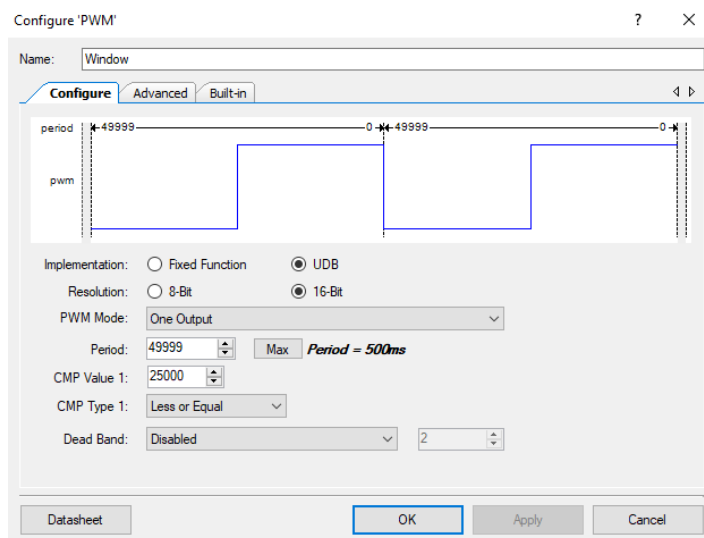 Configure 'PWM'
Name: Window
Configure Advanced Built-in
period 49999 0 49999 0
pwm
Implementation: Fixed Function UDB
Resolution: 8-Bit 16-Bit
PWM Mode: One Output
Period: 49999 Max Period = 500ms
CMP Value 1: 25000
CMP Type 1: Less or Equal
Dead Band: Disabled 2
Datasheet OK Apply Cancel